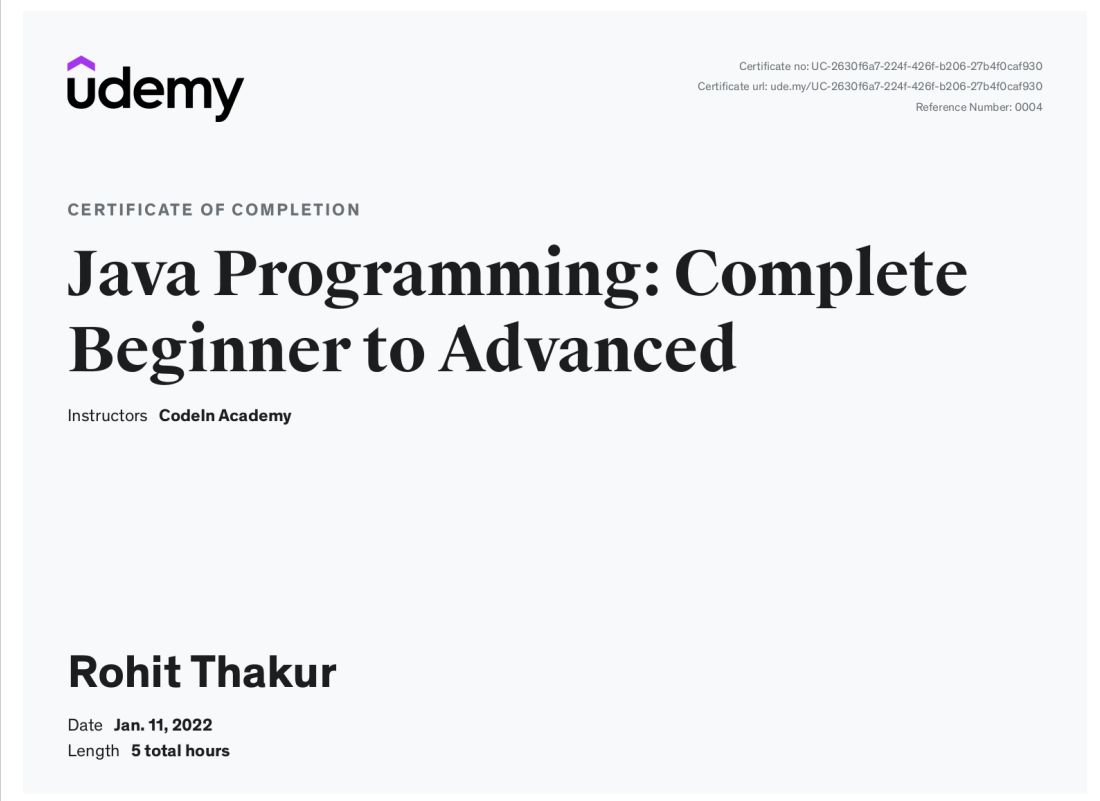 udemy
Certificate no: UC-2630f6a7-224f-426f-b206-27b4f0caf930
Certificate url: ude.my/UC-2630f6a7-224f-426f-b206-27b4f0caf930
Reference Number: 0004
CERTIFICATE OF COMPLETION
Java Programming: Complete
Beginner to Advanced
Instructors CodeIn Academy
Rohit Thakur
Date Jan. 11, 2022
Length 5 total hours